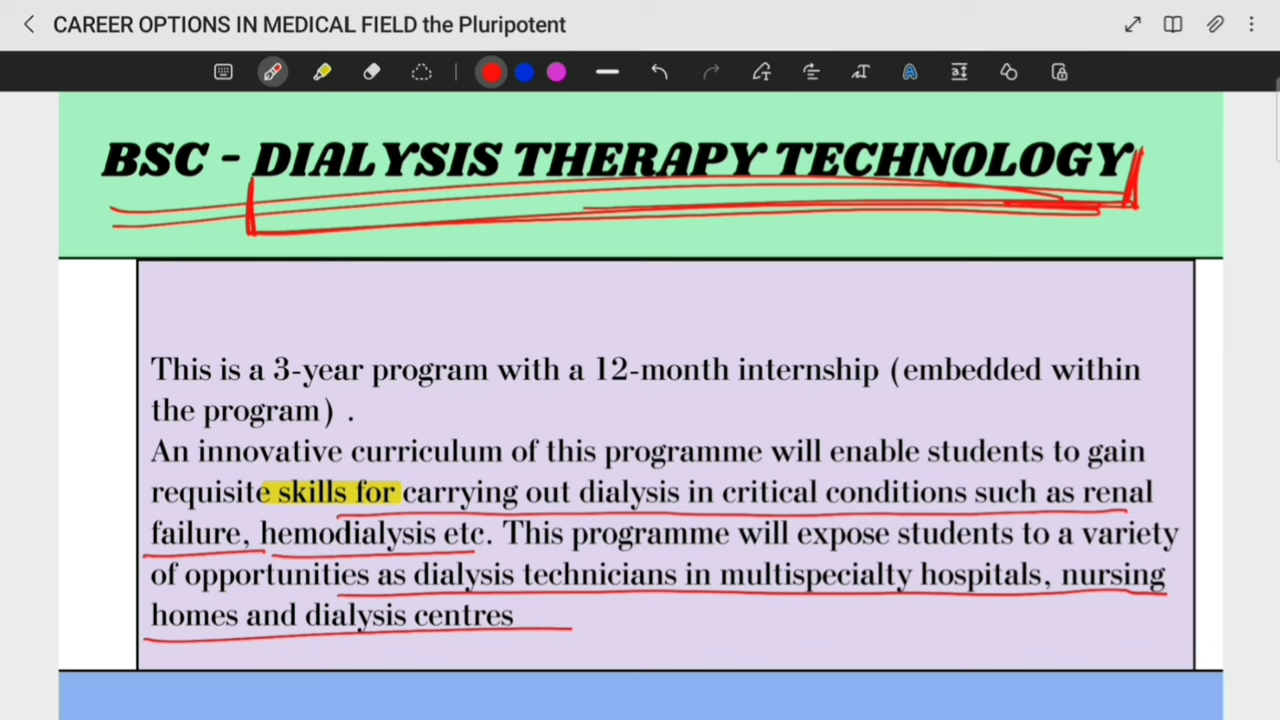 CAREER OPTIONS IN MEDICAL FIELD the Pluripotent
BSC - DIALYSIS THERAPY TECHNOLOGY
This is a 3-year program with a 12-month internship (embedded within
the program) .
An innovative curriculum of this programme will enable students to gain
requisite skills for carrying out dialysis in critical conditions such as renal
failure, hemodialysis etc. This programme will expose students to a variety
of opportunities as dialysis technicians in multispecialty hospitals, nursing
homes and dialysis centres